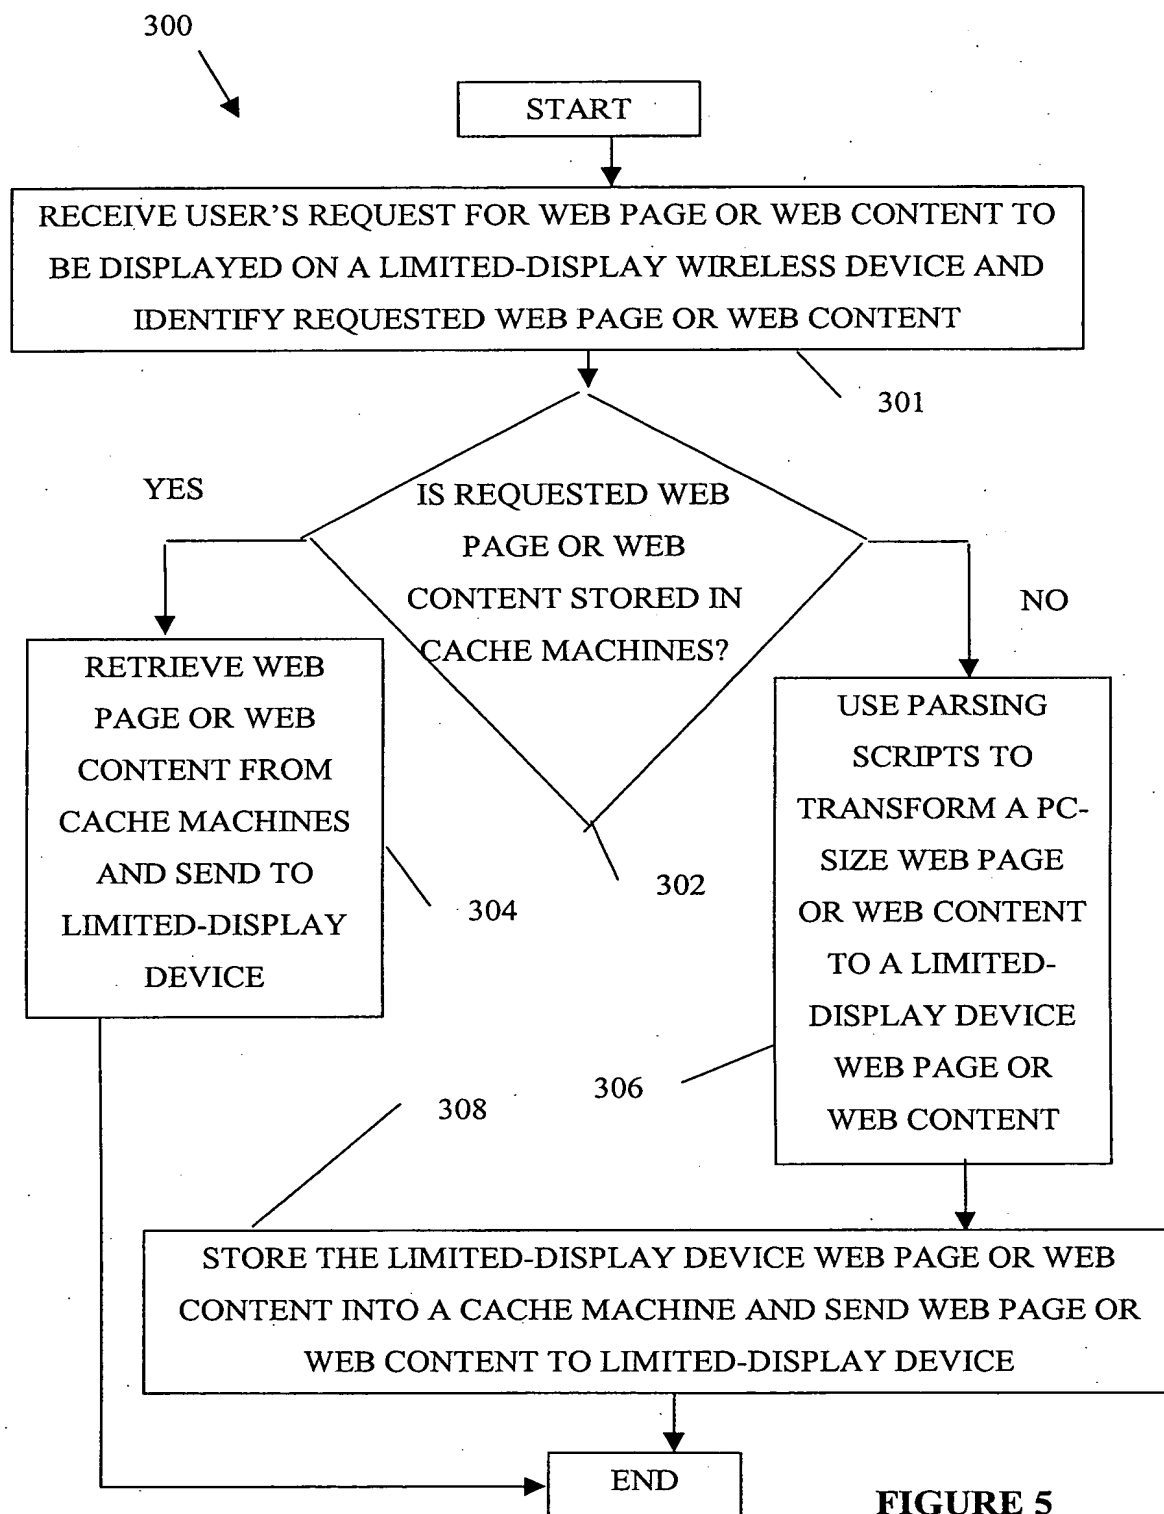 300
START
RECEIVE USER'S REQUEST FOR WEB PAGE OR WEB CONTENT TO
BE DISPLAYED ON A LIMITED-DISPLAY WIRELESS DEVICE AND
IDENTIFY REQUESTED WEB PAGE OR WEB CONTENT
301
YES
IS REQUESTED WEB
PAGE OR WEB
CONTENT STORED IN
CACHE MACHINES?
NO
302
RETRIEVE WEB
PAGE OR WEB
CONTENT FROM
CACHE MACHINES
AND SEND TO
LIMITED-DISPLAY
DEVICE
304
USE PARSING
SCRIPTS TO
TRANSFORM A PC-
SIZE WEB PAGE
OR WEB CONTENT
TO A LIMITED-
DISPLAY DEVICE
WEB PAGE OR
WEB CONTENT
306
308
STORE THE LIMITED-DISPLAY DEVICE WEB PAGE OR WEB
CONTENT INTO A CACHE MACHINE AND SEND WEB PAGE OR
WEB CONTENT TO LIMITED-DISPLAY DEVICE
END
FIGURE 5